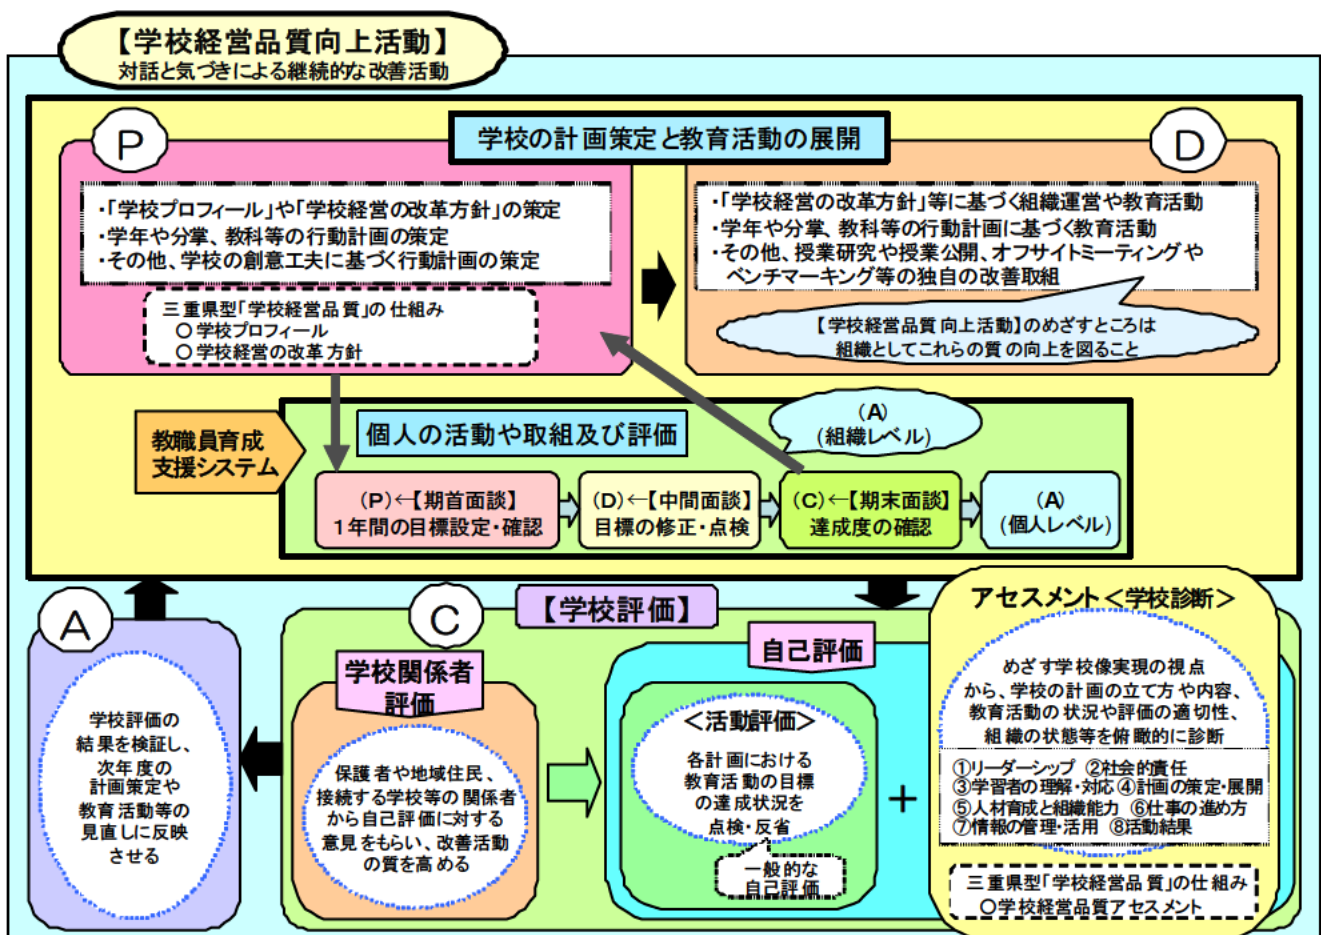 【学校経営品質向上活動】
対話と気づきによる継続的な改善活動
P
学校の計画策定と教育活動の展開
D
・「学校プロフィール」や「学校経営の改革方針」の策定
・学年や分掌、教科等の行動計画の策定
・その他、学校の創意工夫に基づく行動計画の策定
三重県型「学校経営品質」の仕組み
○学校プロフィール
○学校経営の改革方針
・「学校経営の改革方針」等に基づく組織運営や教育活動
・学年や分掌、教科等の行動計画に基づく教育活動
・その他、授業研究や授業公開、オフサイトミーティングや
ベンチマーキング等の独自の改善取組
【学校経営品質向上活動】のめざすところは
組織としてこれらの質の向上を図ること
教職員育成
支援システム
個人の活動や取組及び評価
(A)
(組織レベル)
(P)←【期首面談】
1年間の目標設定・確認
(D)←【中間面談】
目標の修正・点検
(C)←【期末面談】
達成度の確認
(A)
(個人レベル)
A
学校評価の
結果を検証し、
次年度の
計画策定や
教育活動等の
見直しに反映
させる
C
【学校評価】
学校関係者
評価
保護者や地域住民、
接続する学校等の関係者
から自己評価に対する
意見をもらい、改善活動
の質を高める
自己評価
<活動評価>
各計画における
教育活動の目標
の達成状況を
点検・反省
一般的な
自己評価
+
アセスメント<学校診断>
めざす学校像実現の視点
から、学校の計画の立て方や内容、
教育活動の状況や評価の適切性、
組織の状態等を俯瞰的に診断
①リーダーシップ ②社会的責任
③学習者の理解・対応 ④計画の策定・展開
⑤人材育成と組織能力 ⑥仕事の進め方
⑦情報の管理・活用 ⑧活動結果
三重県型「学校経営品質」の仕組み
○学校経営品質アセスメント